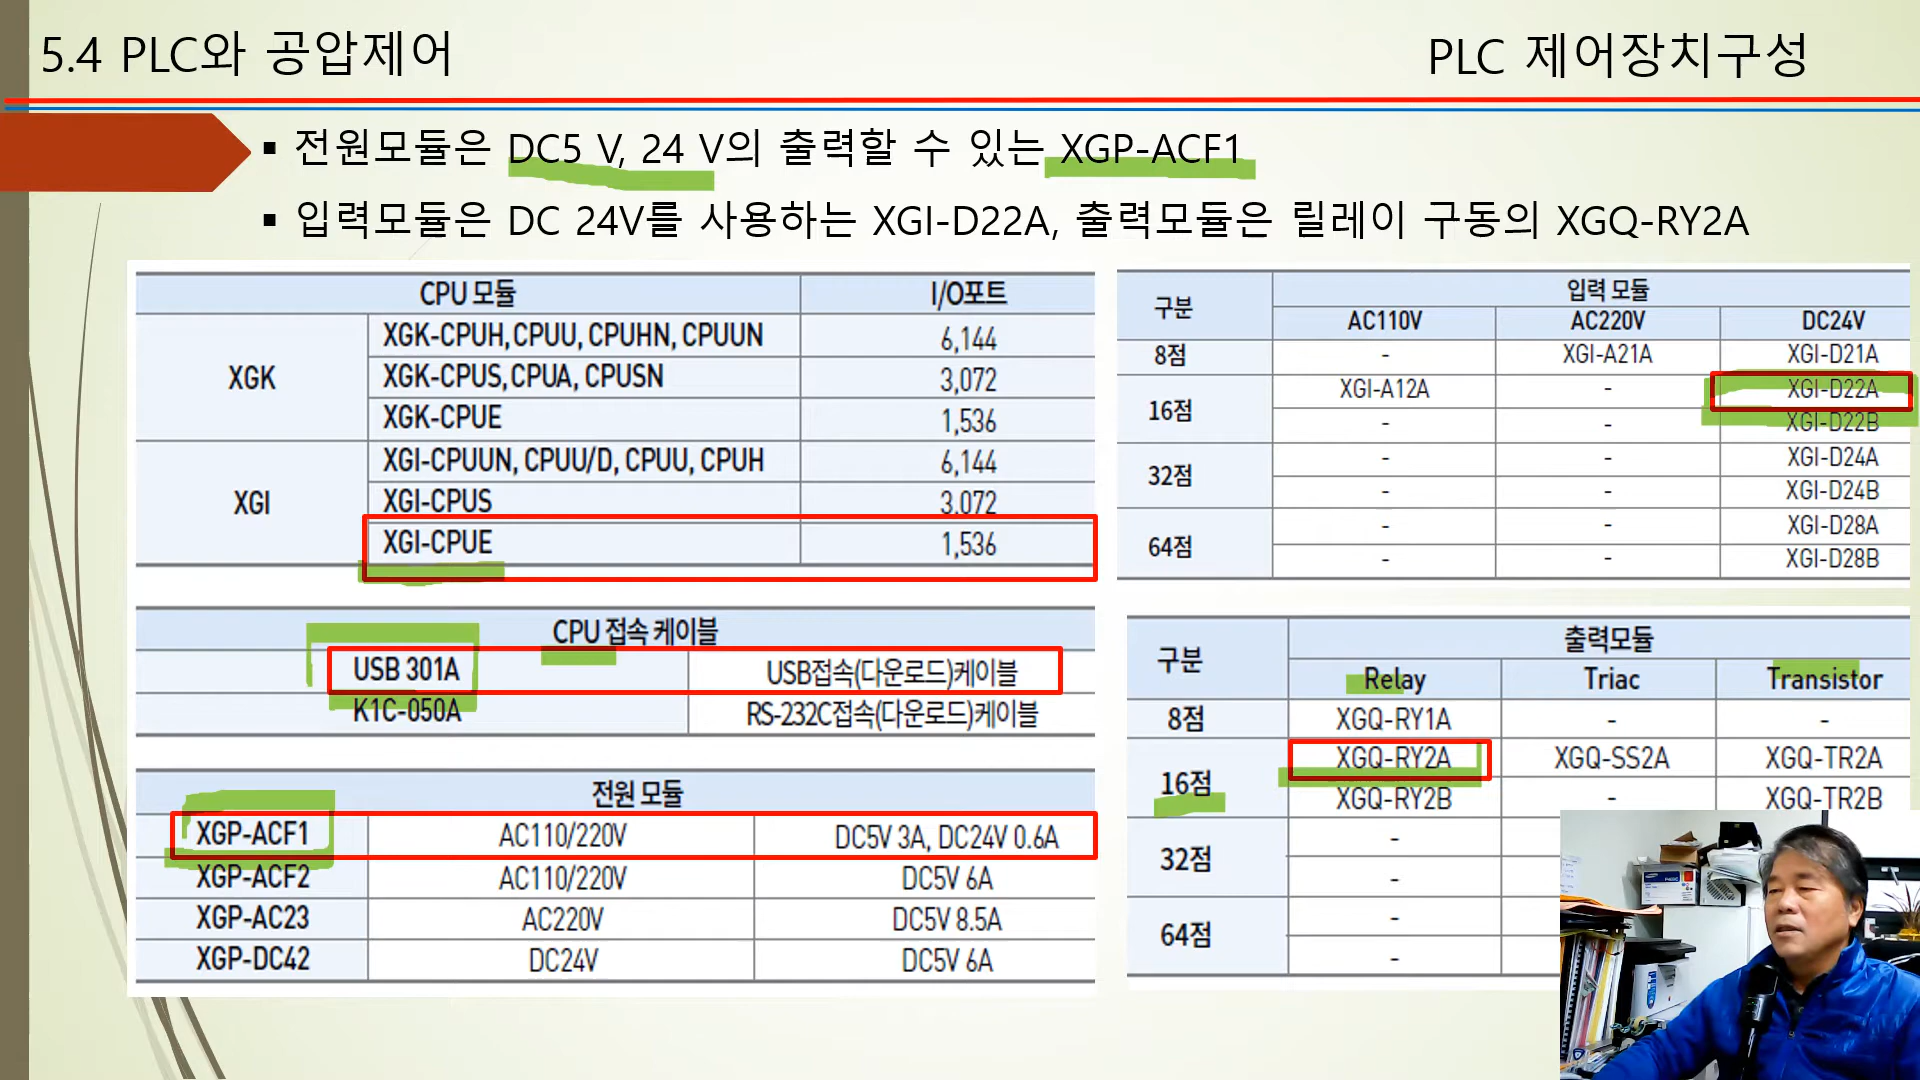 5.4 PLC와 공압제어
PLC 제어장치구성
▪ 전원모듈은 DC5 V, 24 V의 출력할 수 있는 XGP-ACF1
▪ 입력모듈은 DC 24V를 사용하는 XGI-D22A, 출력모듈은 릴레이 구동의 XGQ-RY2A
CPU 모듈 I/O포트
XGK XGK-CPUH, CPUU, CPUHN, CPUUN 6,144
XGK-CPUS, CPUA, CPUSN 3,072
XGK-CPUE 1,536
XGI XGI-CPUUN, CPUU/D, CPUU, CPUH 6,144
XGI-CPUS 3,072
XGI-CPUE 1,536
CPU 접속 케이블
USB 301A USB접속(다운로드)케이블
K1C-050A RS-232C접속(다운로드)케이블
전원 모듈
XGP-ACF1 AC110/220V DC5V 3A, DC24V 0.6A
XGP-ACF2 AC110/220V DC5V 6A
XGP-AC23 AC220V DC5V 8.5A
XGP-DC42 DC24V DC5V 6A
구분 입력 모듈
AC110V AC220V DC24V
8점 - XGI-A21A XGI-D21A
16점 XGI-A12A - XGI-D22A
- - XGI-D22B
32점 - - XGI-D24A
- - XGI-D24B
64점 - - XGI-D28A
- - XGI-D28B
구분 출력모듈
Relay Triac Transistor
8점 XGQ-RY1A - -
16점 XGQ-RY2A XGQ-SS2A XGQ-TR2A
XGQ-RY2B - XGQ-TR2B
32점 -
-
64점 -
-